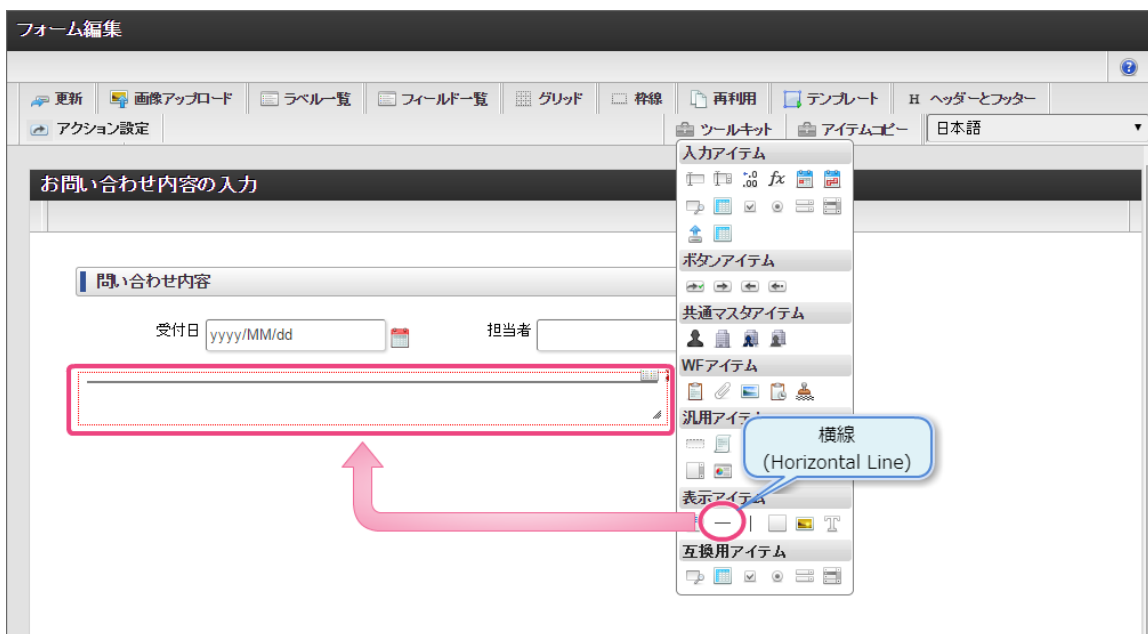 フォーム編集
更新 画像アップロード ラベル一覧 フィールド一覧 グリッド 枠線 再利用 テンプレート H ヘッダーとフッター
アクション設定 ツールキット アイテムコピー 日本語
入力アイテム
お問い合わせ内容の入力
ボタンアイテム
問い合わせ内容
共通マスタアイテム
受付日 yyyy/MM/dd 担当者
WFアイテム
汎用アイテム
横線
(Horizontal Line)
表示アイテム
互換用アイテム